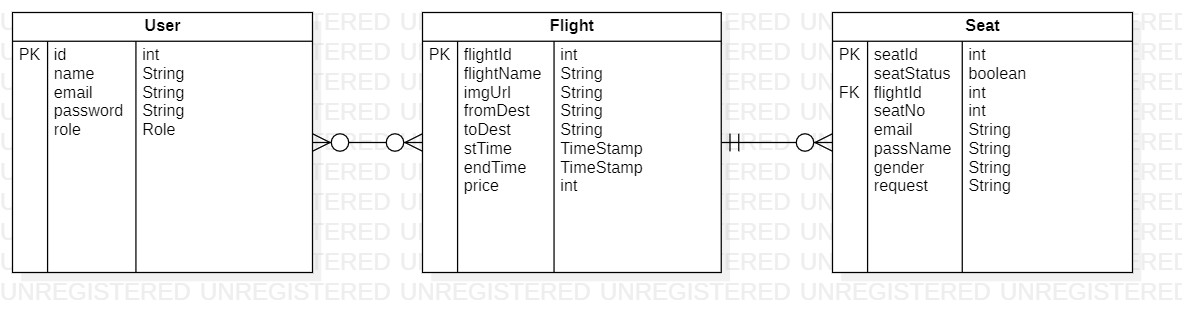 User
PK id int
name String
email String
password String
role Role
Flight
PK flightId int
flightName String
imgUrl String
fromDest String
toDest String
stTime TimeStamp
endTime TimeStamp
price int
Seat
PK seatId int
seatStatus boolean
FK flightId int
seatNo int
email String
passName String
gender String
request String
UNREGISTERED UNREGISTERED UNREGISTERED UNREGISTERED UNREGISTERED UNREGISTERED